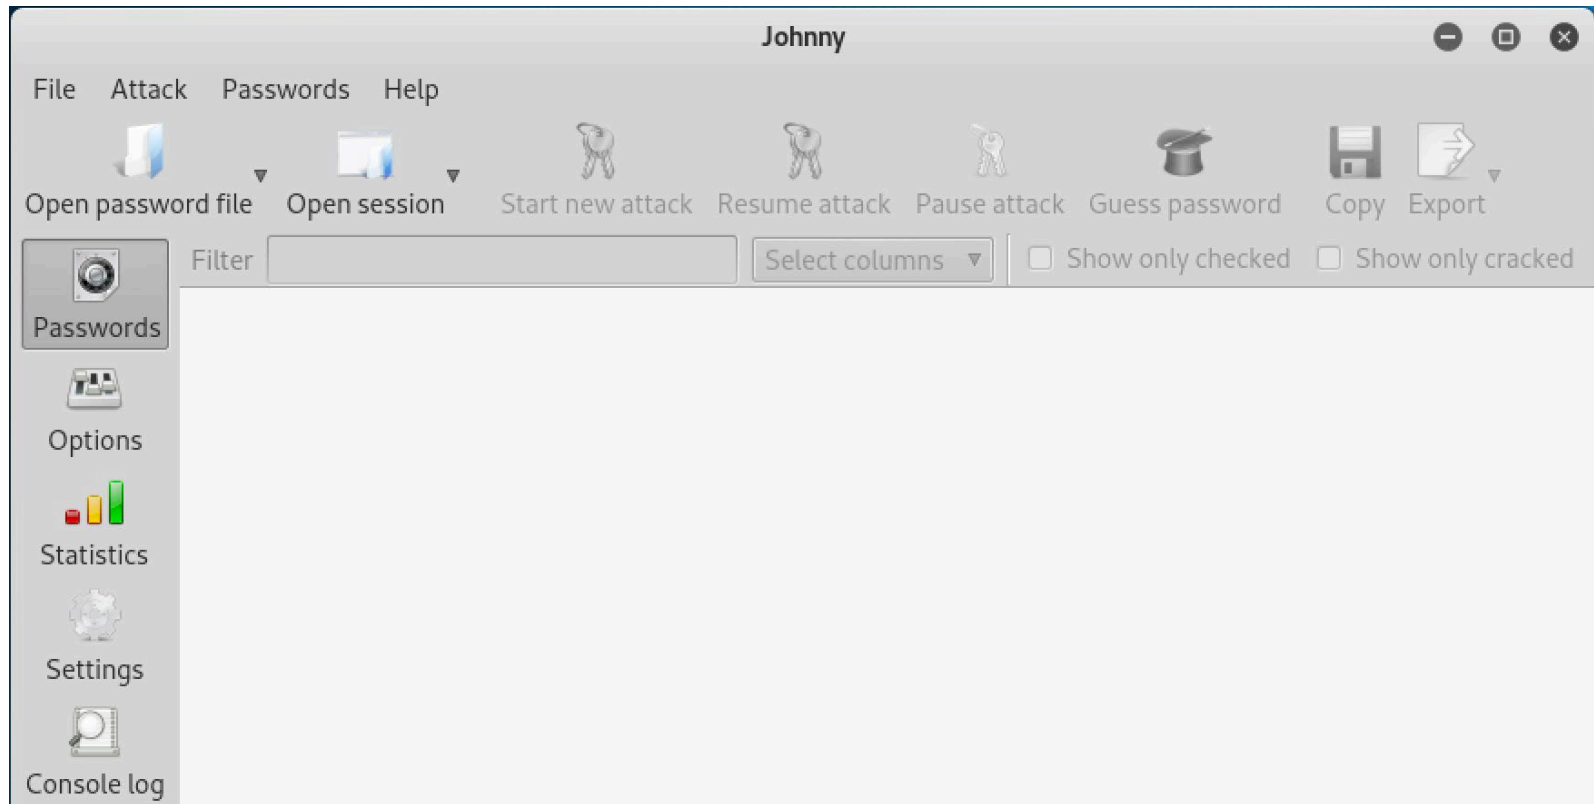 Johnny
File Attack Passwords Help
Open password file Open session Start new attack Resume attack Pause attack Guess password Copy Export
Filter Select columns Show only checked Show only cracked
Passwords
Options
Statistics
Settings
Console log